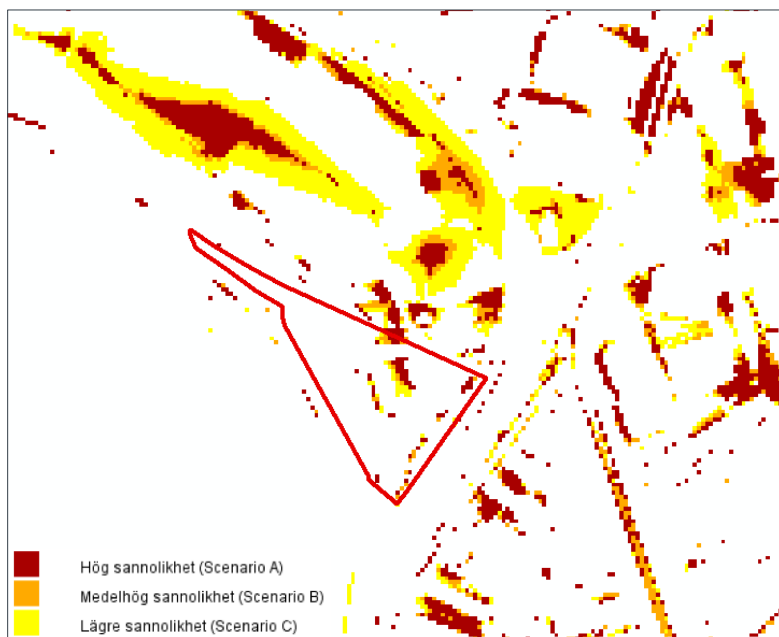 Hög sannolikhet (Scenario A)
Medelhög sannolikhet (Scenario B)
Lägre sannolikhet (Scenario C)